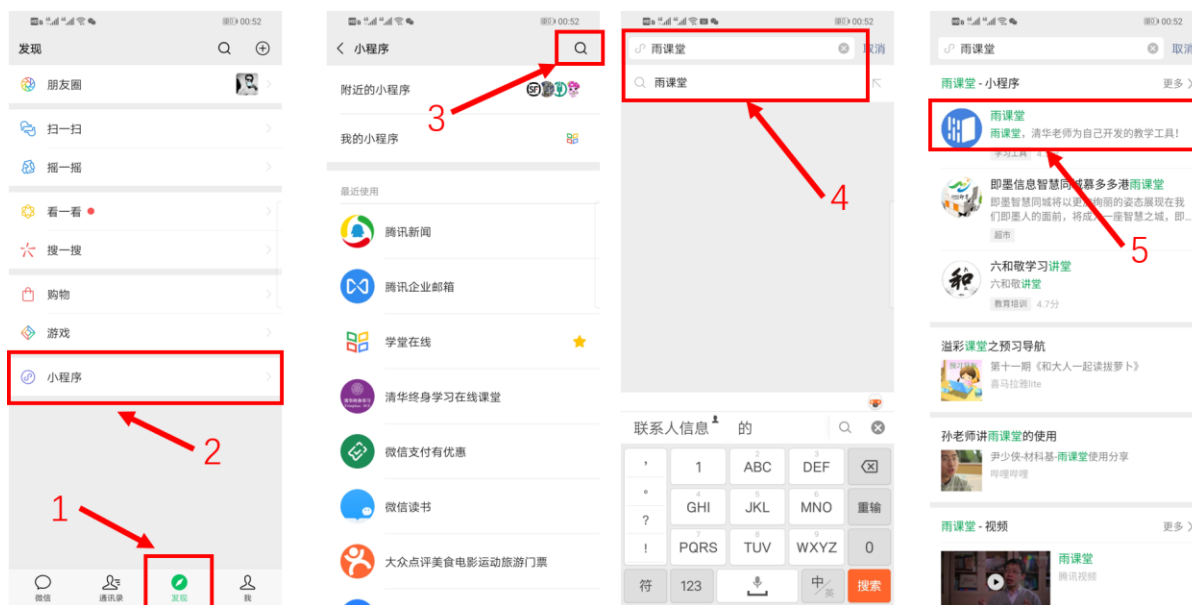 00:52
发现
朋友圈
扫一扫
摇一摇
看一看
搜一搜
购物
游戏
小程序
2
1
微信
通讯录
发现
我
00:52
小程序
附近的小程序
3
我的小程序
最近使用
腾讯新闻
腾讯企业邮箱
学堂在线
清华终身学习在线课堂
微信支付有优惠
微信读书
大众点评美食电影运动旅游门票
00:52
雨课堂
取消
雨课堂
4
联系人信息
的
,
1
ABC
DEF
。
GHI
JKL
MNO
重输
?
!
PQRS
TUV
WXYZ
0
符
123
中/英
搜索
00:52
雨课堂
取消
雨课堂 - 小程序
更多
雨课堂
雨课堂，清华老师为自己开发的教学工具！
学习工具
即墨信息智慧同城慕多多港雨课堂
即墨智慧同城将以更加绚丽的姿态展现在我
们即墨人的面前，将成为一座智慧之城，即...
超市
5
六和敬学习讲堂
六和敬讲堂
教育培训 4.7分
溢彩课堂之预习导航
第十一期《和大人一起读拔萝卜》
喜马拉雅lite
孙老师讲雨课堂的使用
尹少侠-材科基-雨课堂使用分享
哔哩哔哩
雨课堂 - 视频
更多
雨课堂
腾讯视频